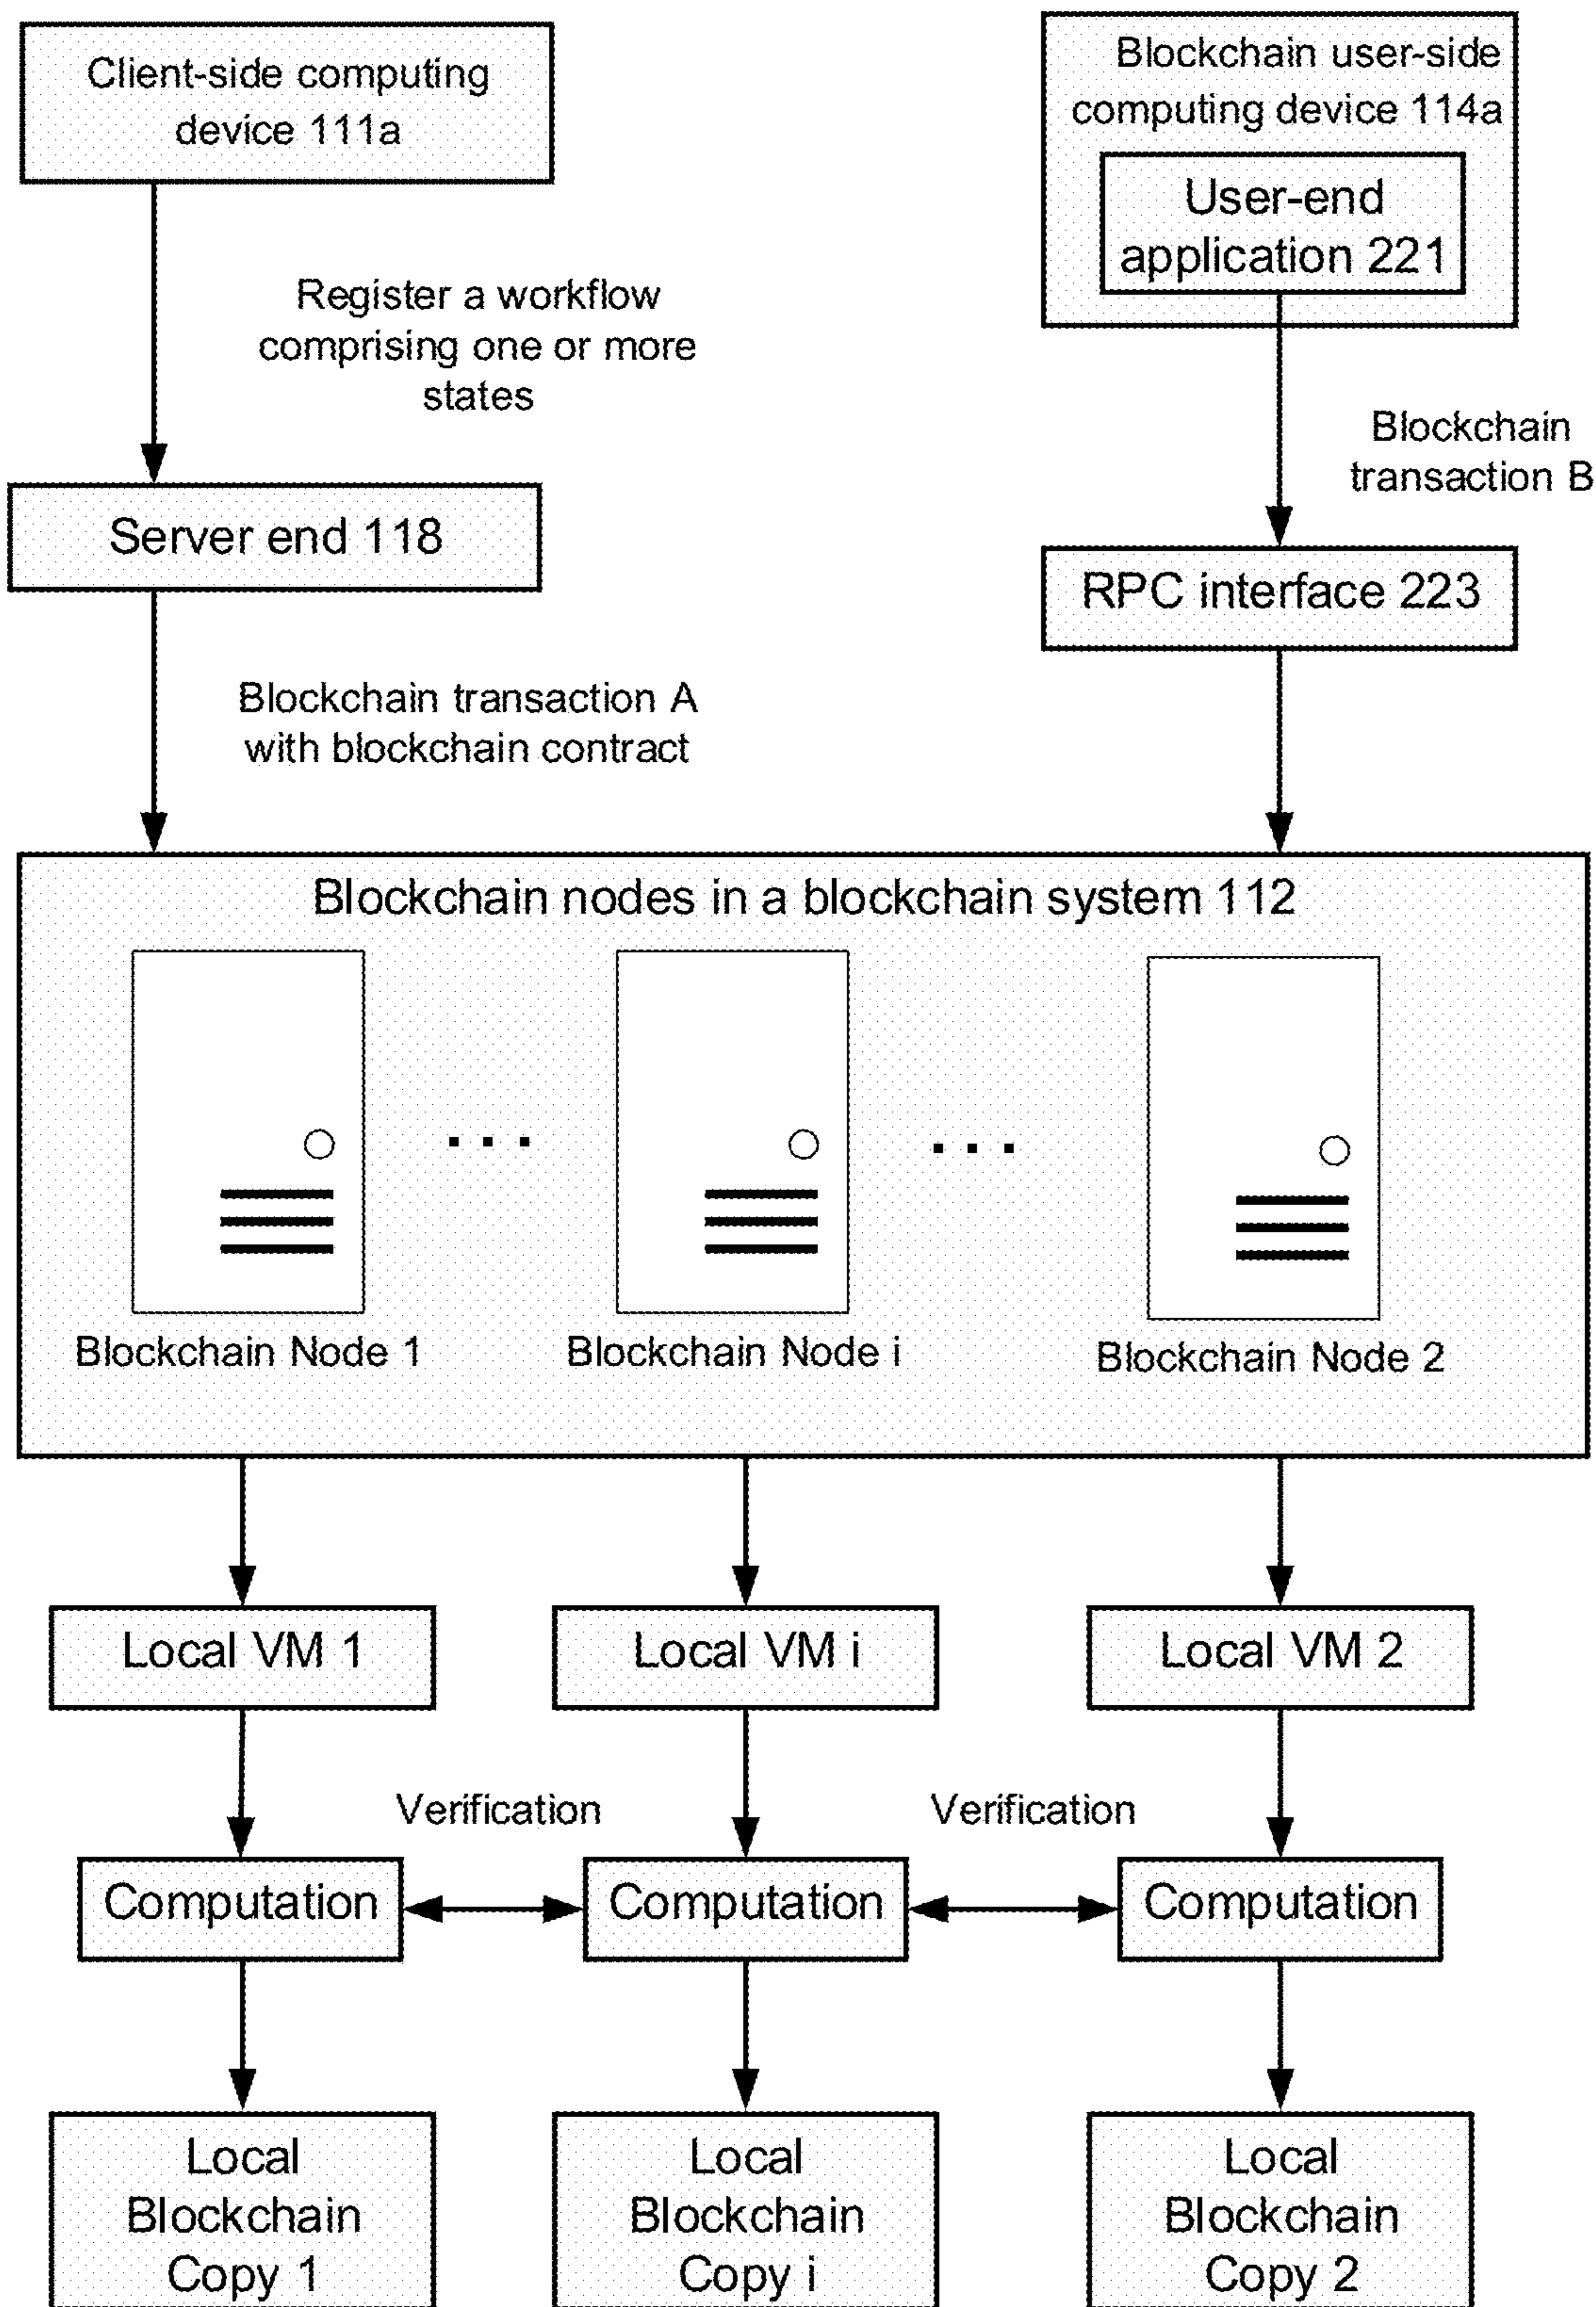 Client-side computing
device 111a
Blockchain user-side
computing device 114a
User-end
application 221
Register a workflow
comprising one or more
states
Blockchain
transaction B
Server end 118
RPC interface 223
Blockchain transaction A
with blockchain contract
Blockchain nodes in a blockchain system 112
. . .
. . .
Blockchain Node 1
Blockchain Node i
Blockchain Node 2
Local VM 1
Local VM i
Local VM 2
Verification
Verification
Computation
Computation
Computation
Local
Blockchain
Copy 1
Local
Blockchain
Copy i
Local
Blockchain
Copy 2